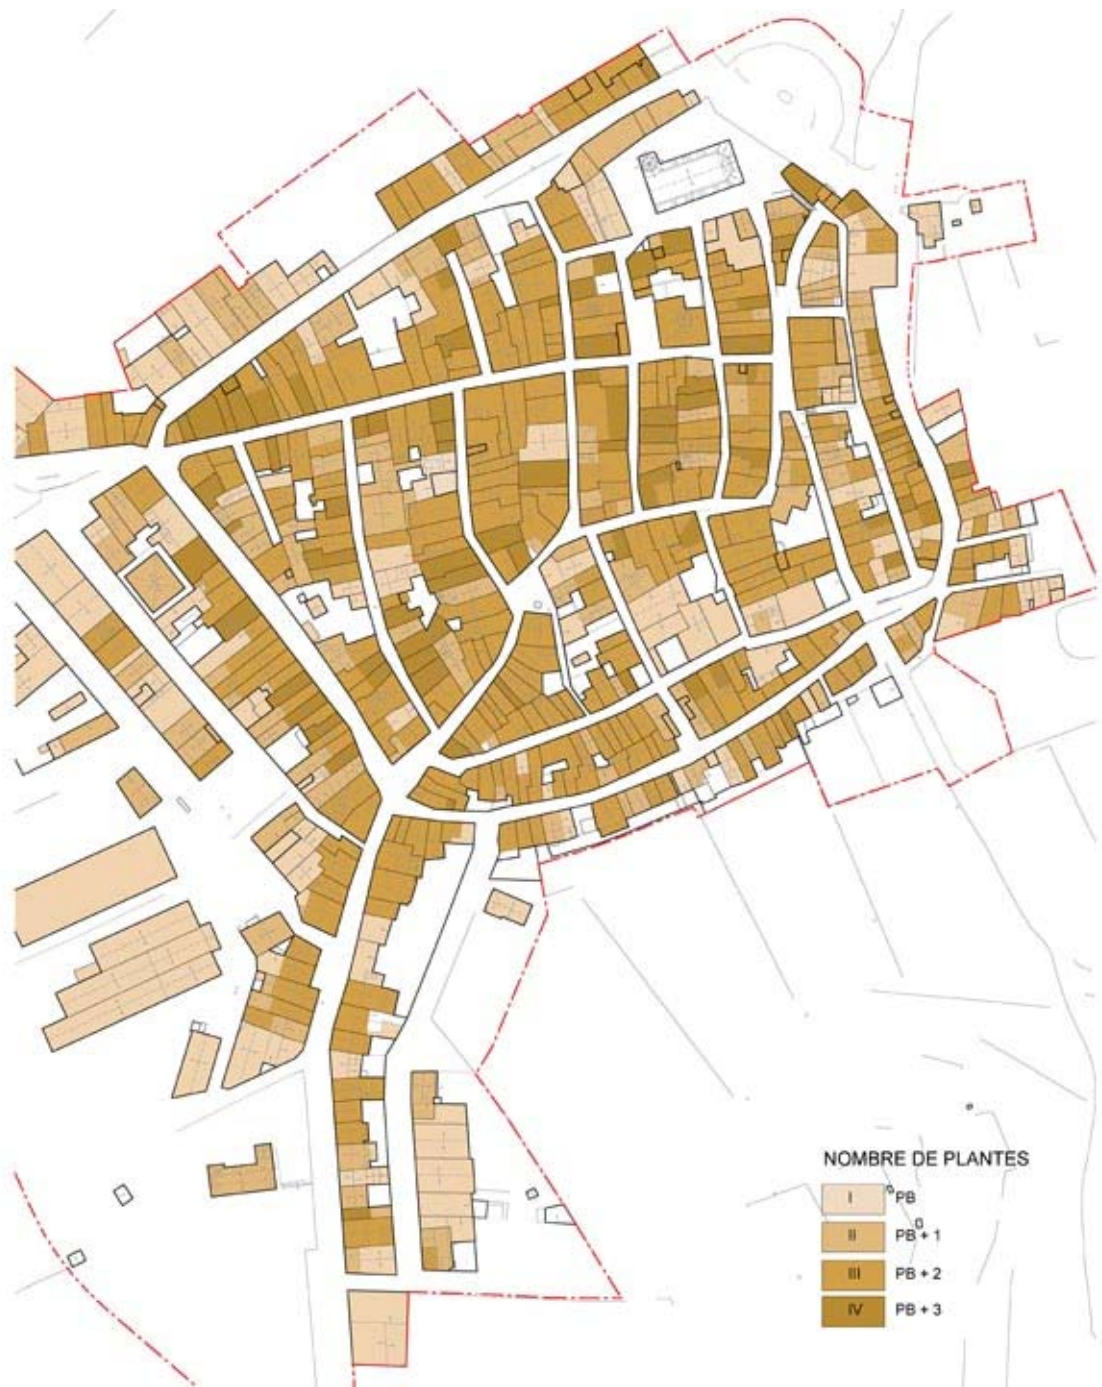 NOMBRE DE PLANTES
I PB
II PB + 1
III PB + 2
IV PB + 3